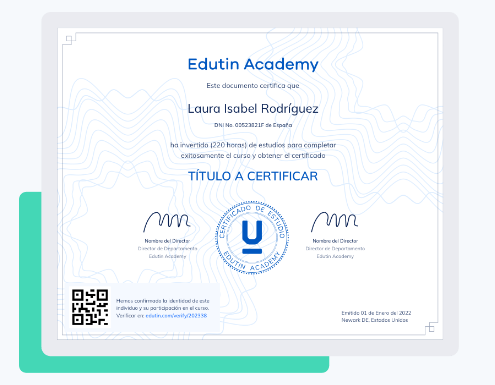 Edutin Academy
Este documento certifica que
Laura Isabel Rodríguez
DNI No. 00523821F de España
ha invertido (220 horas) de estudios para completar
exitosamente el curso y obtener el certificado
TÍTULO A CERTIFICAR
CERTIFICADO DE ESTUDIO
EDUTIN ACADEMY
Nombre del Director
Director de Departamento
Edutin Academy
Nombre del Director
Director de Departamento
Edutin Academy
Hemos confirmado la identidad de este
individuo y su participación en el curso.
Verificar en: edutin.com/verify/202338
Emitido 01 de Enero del 2022
Newark DE, Estados Unidos